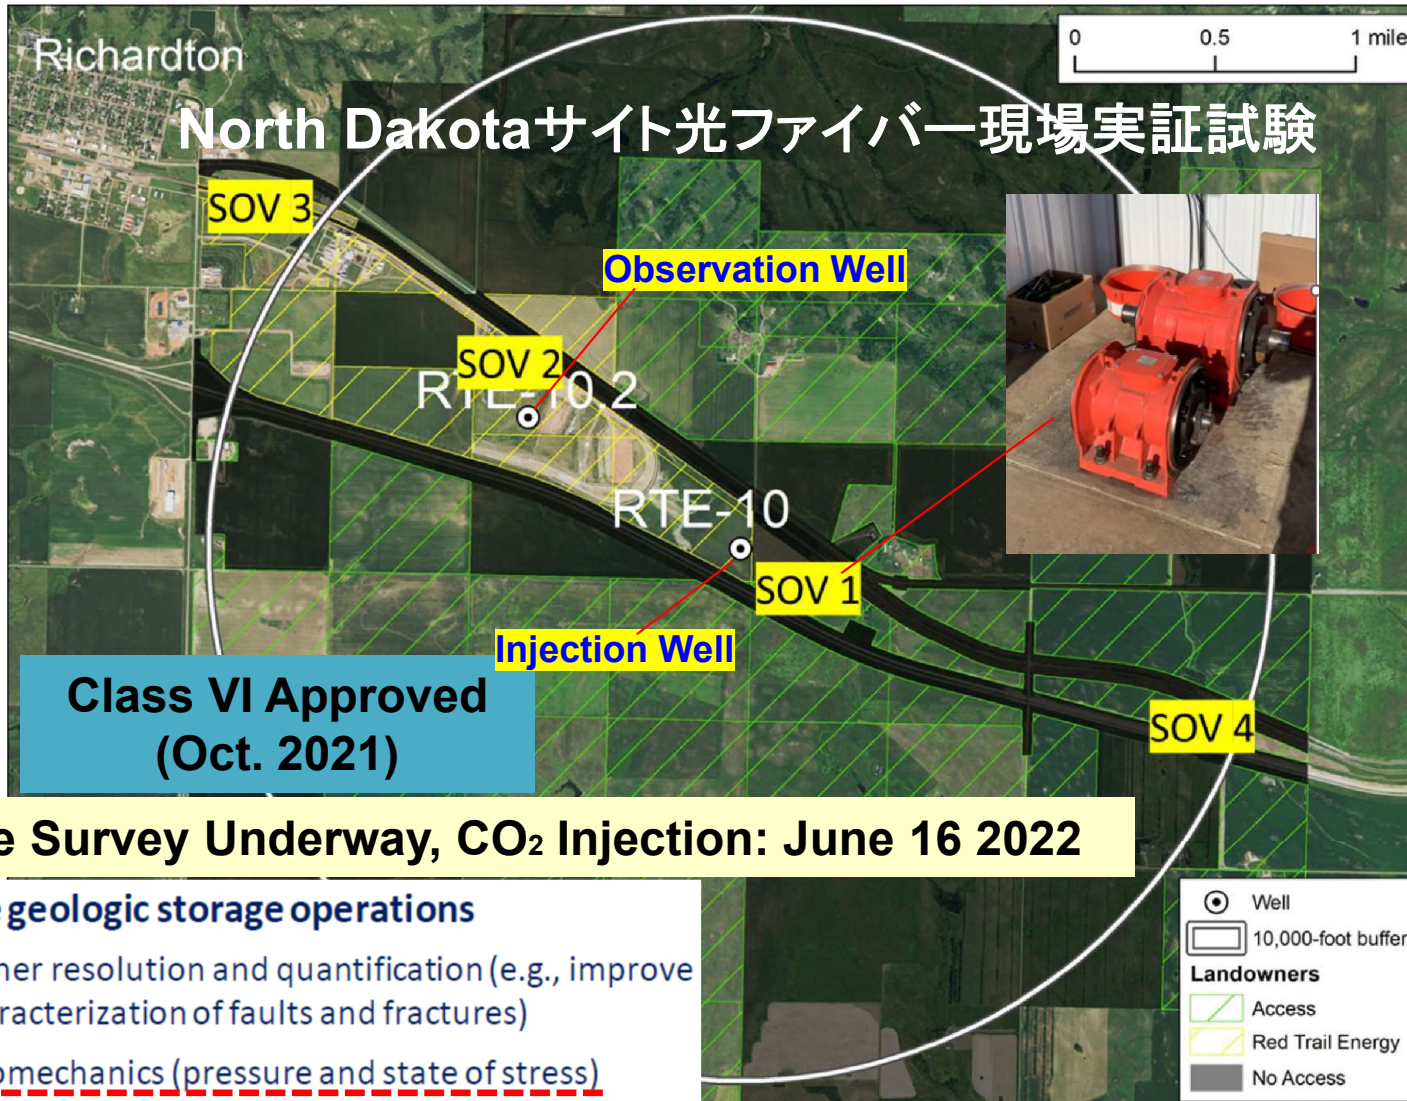 Richardton
0 0.5 1 mile
North Dakotaサイト光ファイバー現場実証試験
SOV 3
Observation Well
SOV 2
RTE-10.2
RTE-10
SOV 1
Injection Well
SOV 4
Class VI Approved
(Oct. 2021)
e Survey Underway, CO₂ Injection: June 16 2022
e geologic storage operations
her resolution and quantification (e.g., improve
racterization of faults and fractures)
omechanics (pressure and state of stress)
Well
10,000-foot buffer
Landowners
Access
Red Trail Energy
No Access